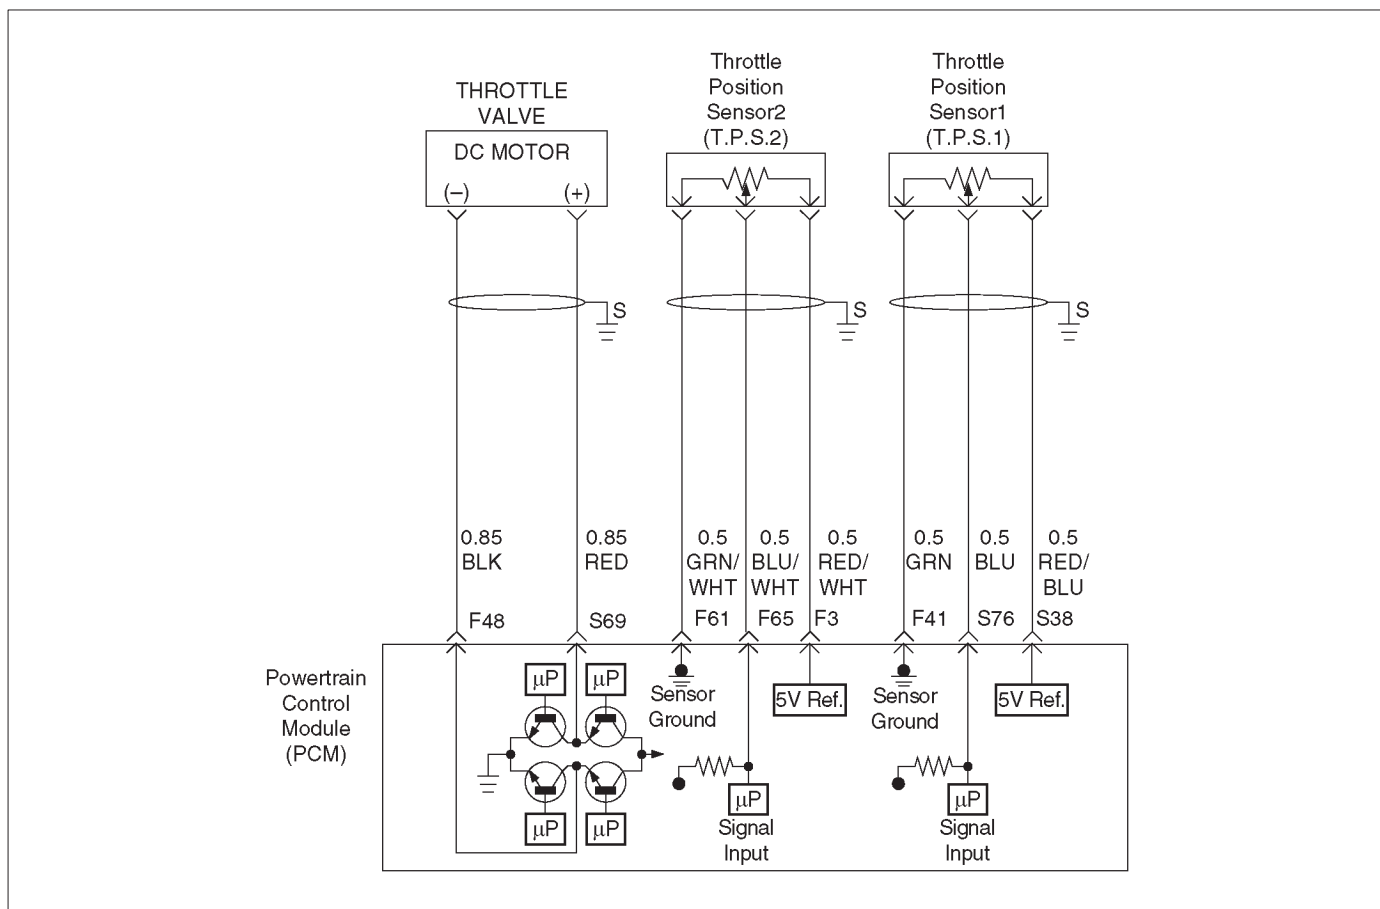 THROTTLE
VALVE
DC MOTOR
(–)
(+)
Throttle
Position
Sensor2
(T.P.S.2)
Throttle
Position
Sensor1
(T.P.S.1)
S
S
S
0.85
BLK
0.85
RED
0.5
GRN/
WHT
0.5
BLU/
WHT
0.5
RED/
WHT
0.5
GRN
0.5
BLU
0.5
RED/
BLU
F48
S69
F61
F65
F3
F41
S76
S38
Powertrain
Control
Module
(PCM)
μP
μP
μP
μP
Sensor
Ground
5V Ref.
μP
Signal
Input
Sensor
Ground
5V Ref.
μP
Signal
Input